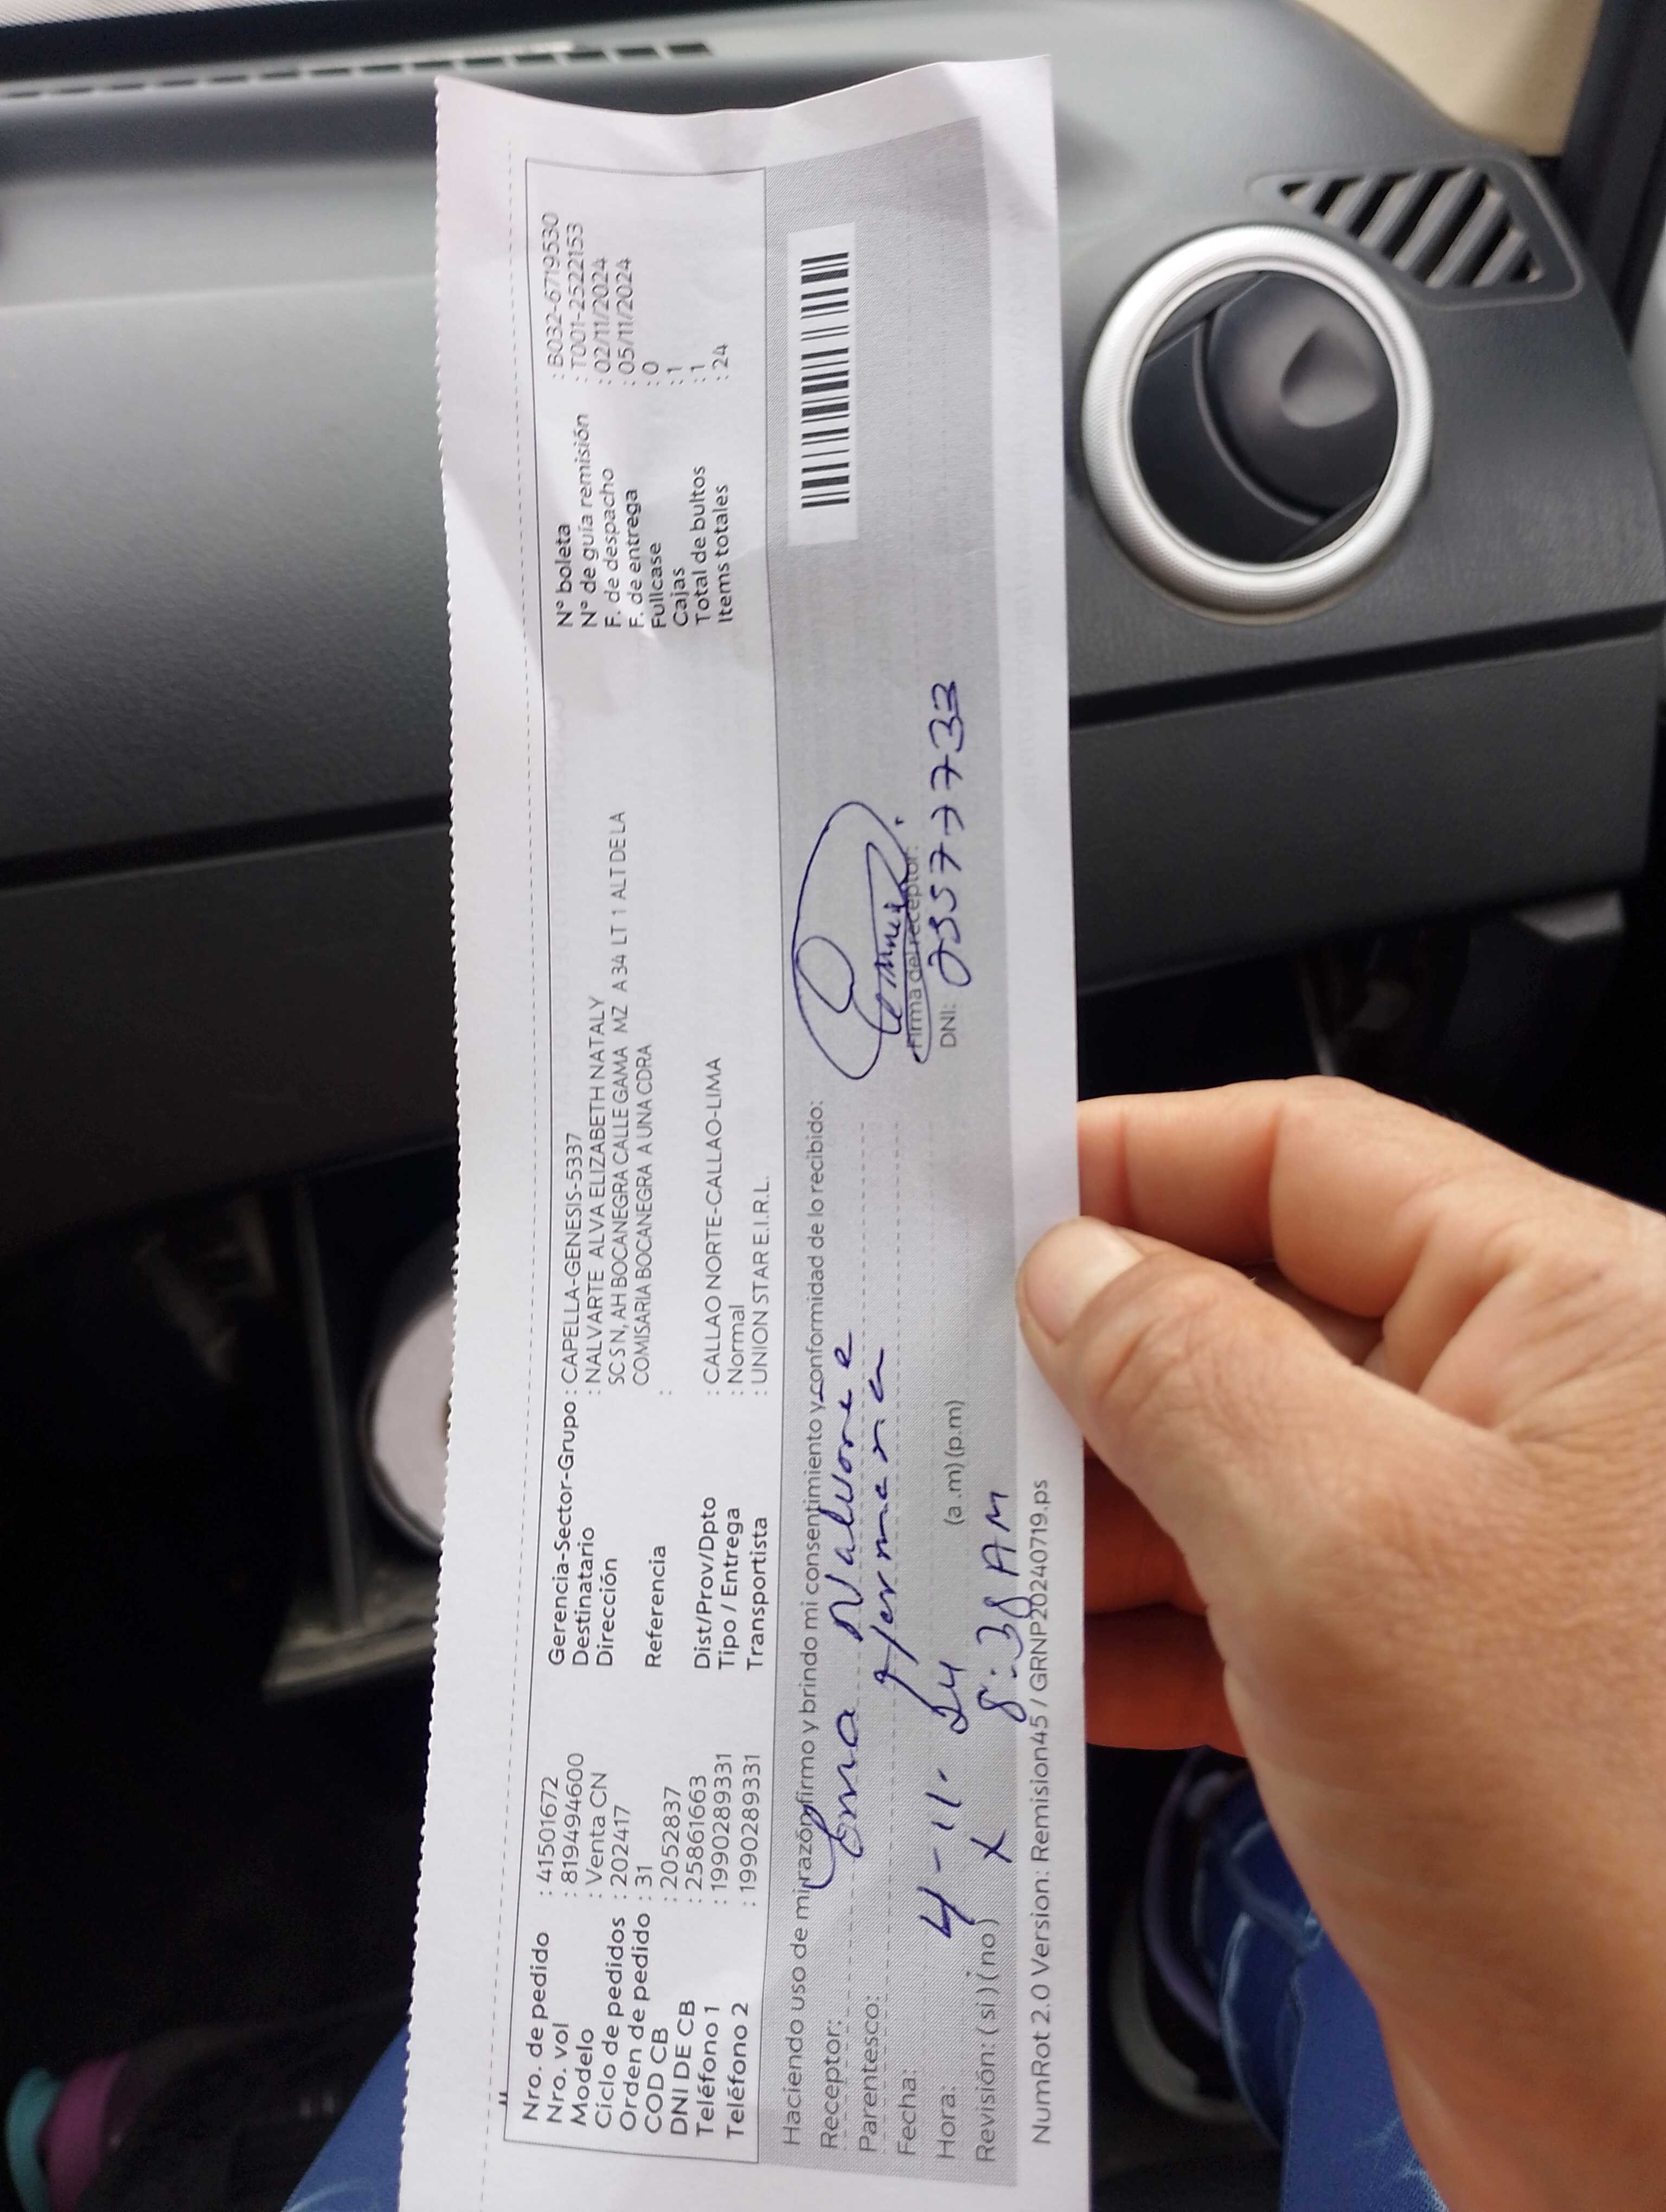 Nro. de pedido : 41501672
Nro. vol : 819494600
Modelo : Venta CN
Ciclo de pedidos : 202417
Orden de pedido : 31
COD CB : 2052837
DNI DE CB : 25861663
Teléfono 1 : 1990289331
Teléfono 2 : 1990289331
Gerencia-Sector-Grupo : CAPELLA-GENESIS-5337
Destinatario : NALVARTE ALVA ELIZABETH NATALY
Dirección SC S N, AH BOCANEGRA CALLE GAMA MZ A 34 LT 1 ALT DE LA
COMISARIA BOCANEGRA A UNA CDRA
Referencia :
Dist/Prov/Dpto : CALLAO NORTE-CALLAO-LIMA
Tipo / Entrega : Normal
Transportista : UNION STAR E.I.R.L.
N° boleta : B032-6719530
N° de guía remisión : T001-2522153
F. de despacho : 02/11/2024
F. de entrega : 05/11/2024
Fullcase : 0
Cajas : 1
Total de bultos : 1
Items totales : 24
Haciendo uso de mi razón firmo y brindo mi consentimiento y conformidad de lo recibido:
Receptor:
Parentesco: Hermana
Fecha: 4-11-24
Hora: (a.m) (p.m) 8:38 AM
Revisión: (si) (no) X
Firma del receptor:
DNI:
NumRot 2.0 Version: Remision45 / GRNP20240719.ps